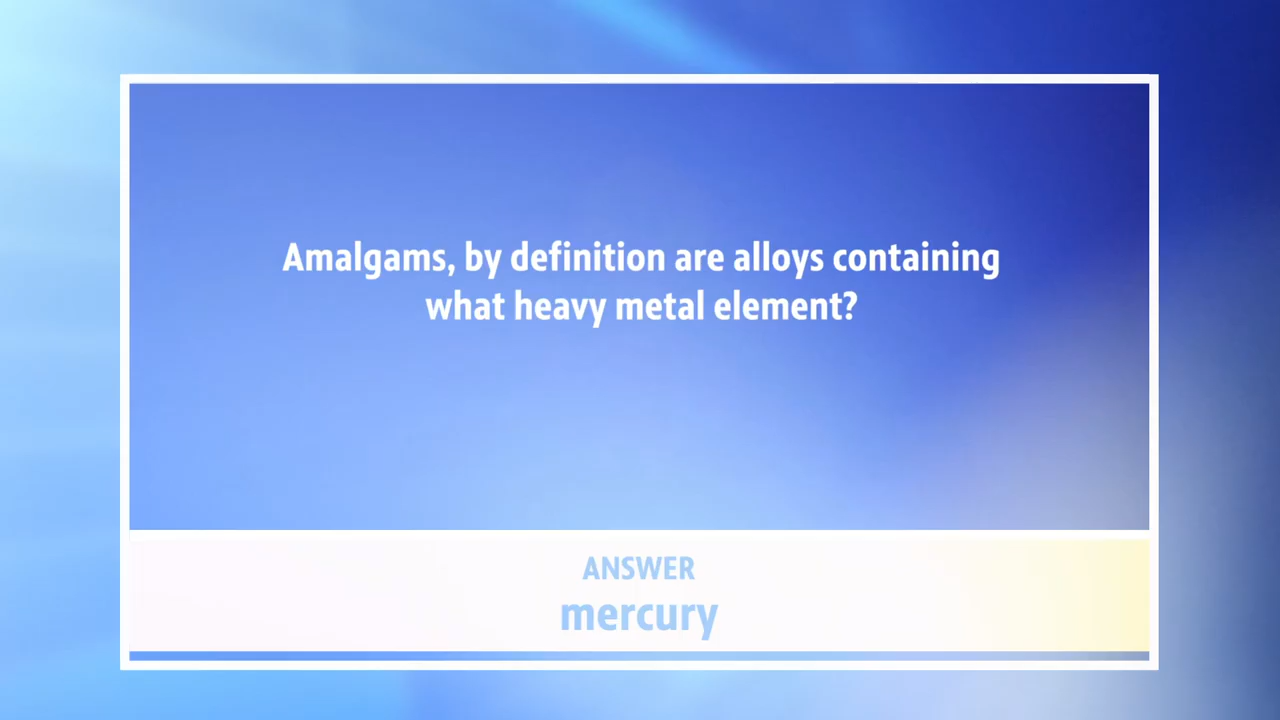 Amalgams, by definition are alloys containing
what heavy metal element?
ANSWER
mercury